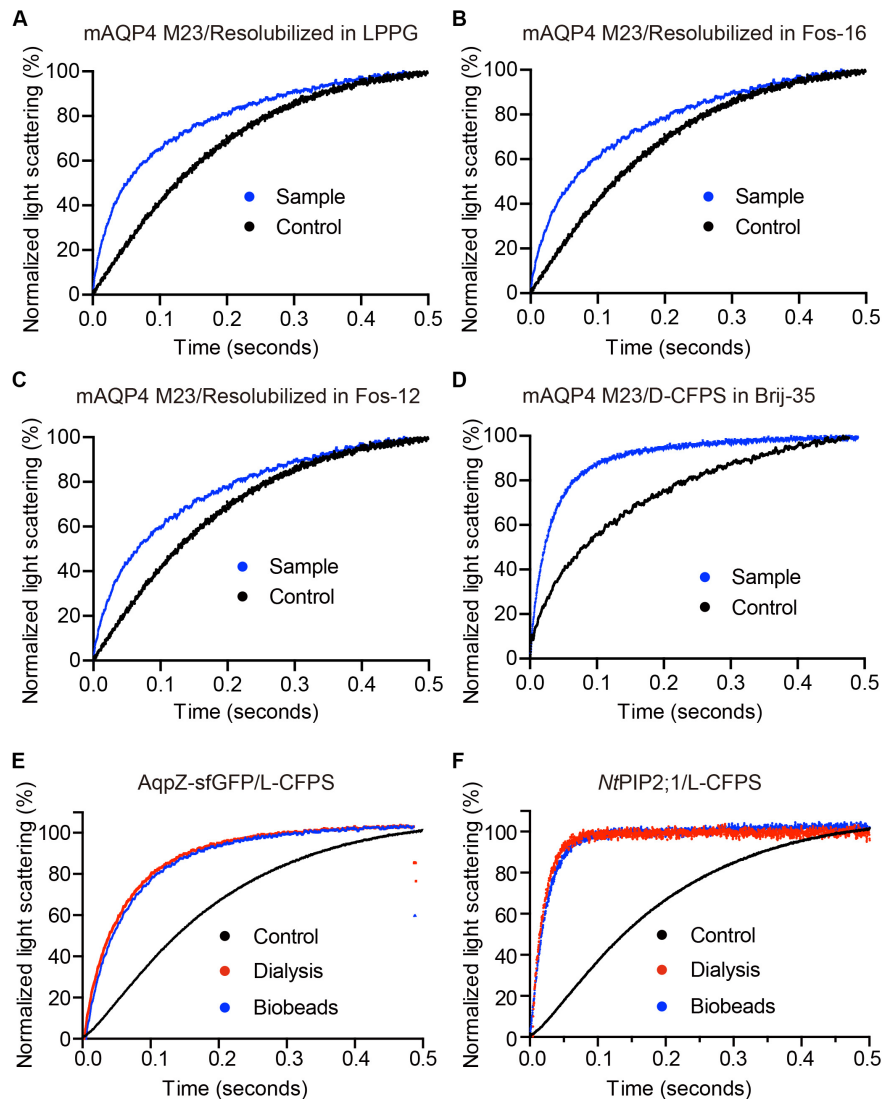 A
mAQP4 M23/Resolubilized in LPPG
Normalized light scattering (%)
100
80
60
40
20
0
Sample
Control
0.0 0.1 0.2 0.3 0.4 0.5
Time (seconds)
B
mAQP4 M23/Resolubilized in Fos-16
Normalized light scattering (%)
100
80
60
40
20
0
Sample
Control
0.0 0.1 0.2 0.3 0.4 0.5
Time (seconds)
C
mAQP4 M23/Resolubilized in Fos-12
Normalized light scattering (%)
100
80
60
40
20
0
Sample
Control
0.0 0.1 0.2 0.3 0.4 0.5
Time (seconds)
D
mAQP4 M23/D-CFPS in Brij-35
Normalized light scattering (%)
100
80
60
40
20
0
Sample
Control
0.0 0.1 0.2 0.3 0.4 0.5
Time (seconds)
E
AqpZ-sfGFP/L-CFPS
Normalized light scattering (%)
100
80
60
40
20
0
Control
Dialysis
Biobeads
0.0 0.1 0.2 0.3 0.4 0.5
Time (seconds)
F
NtPIP2;1/L-CFPS
Normalized light scattering (%)
100
80
60
40
20
0
Control
Dialysis
Biobeads
0.0 0.1 0.2 0.3 0.4 0.5
Time (seconds)